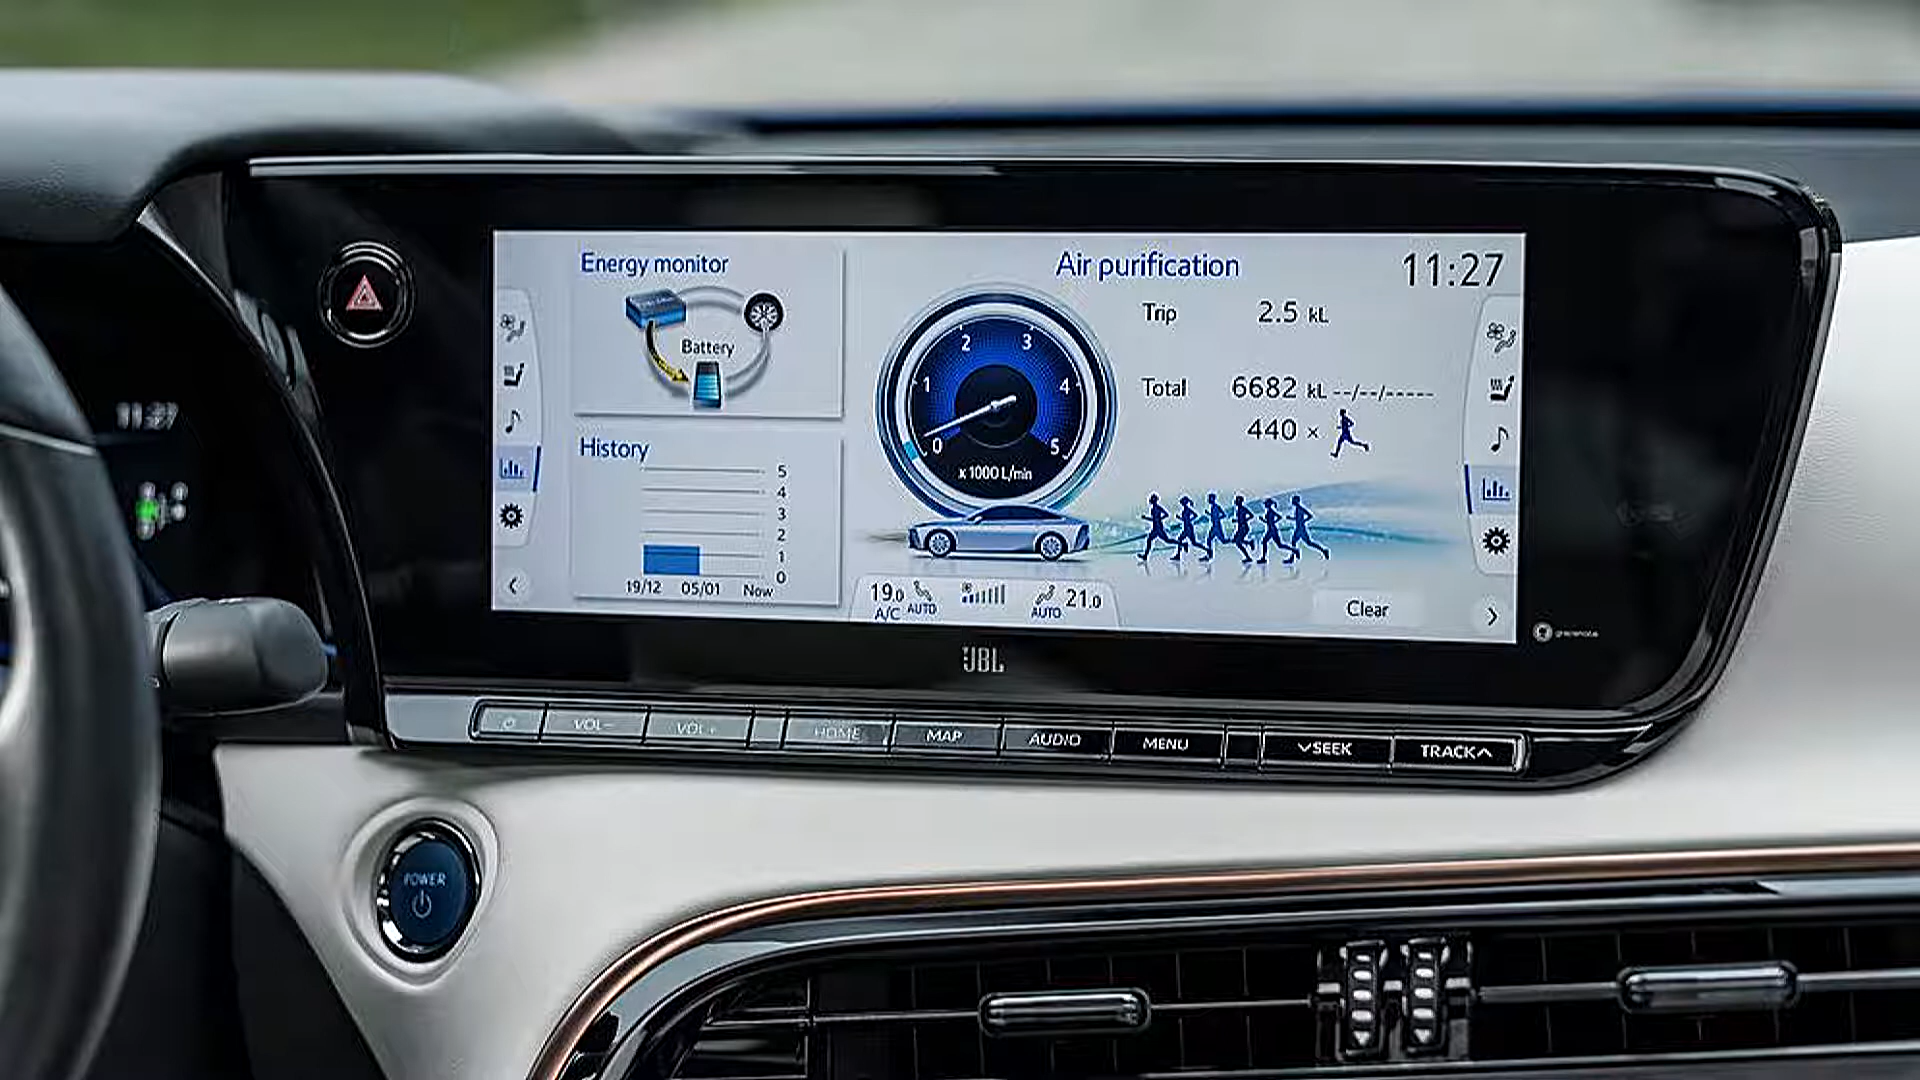 11:27
Energy monitor
Battery
History
5
4
3
2
1
0
19/12 05/01 Now
Air purification
11:27
2 3
1 4
0 5
x 1000 L/min
Trip 2.5 kL
Total 6682 kL --/--/-----
440 ×
19.0 AUTO
A/C
AUTO 21.0
Clear
JBL
gracenote
VOL− VOL+ HOME MAP AUDIO MENU SEEK TRACK
POWER